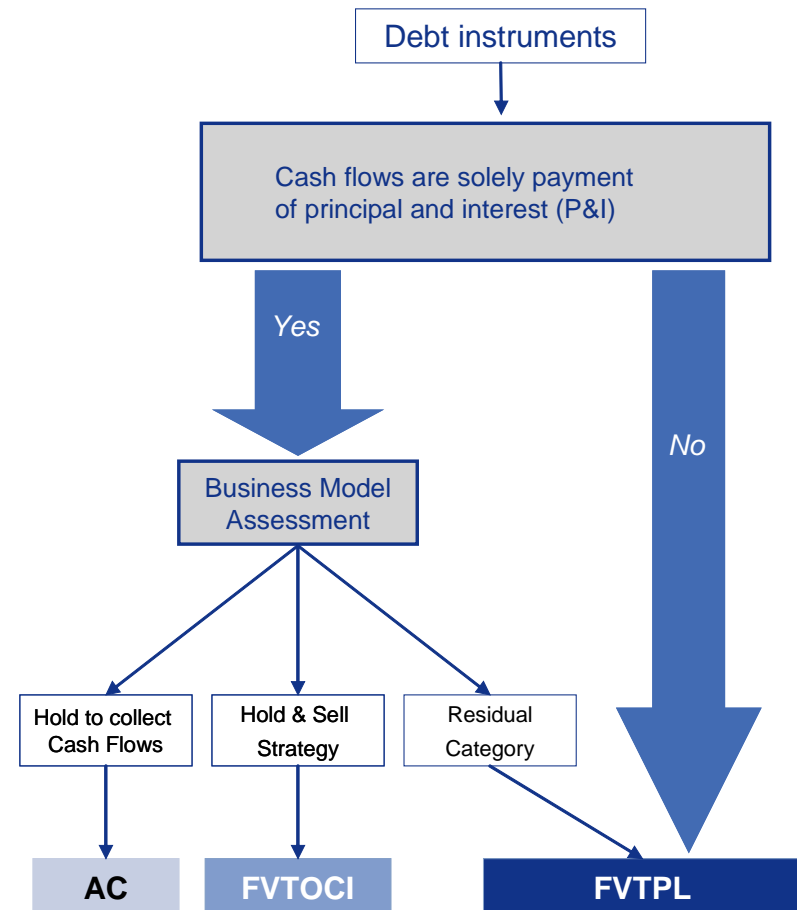 Debt instruments
Cash flows are solely payment
of principal and interest (P&I)
Yes
No
Business Model
Assessment
Hold to collect
Cash Flows
Hold & Sell
Strategy
Residual
Category
AC
FVTOCI
FVTPL